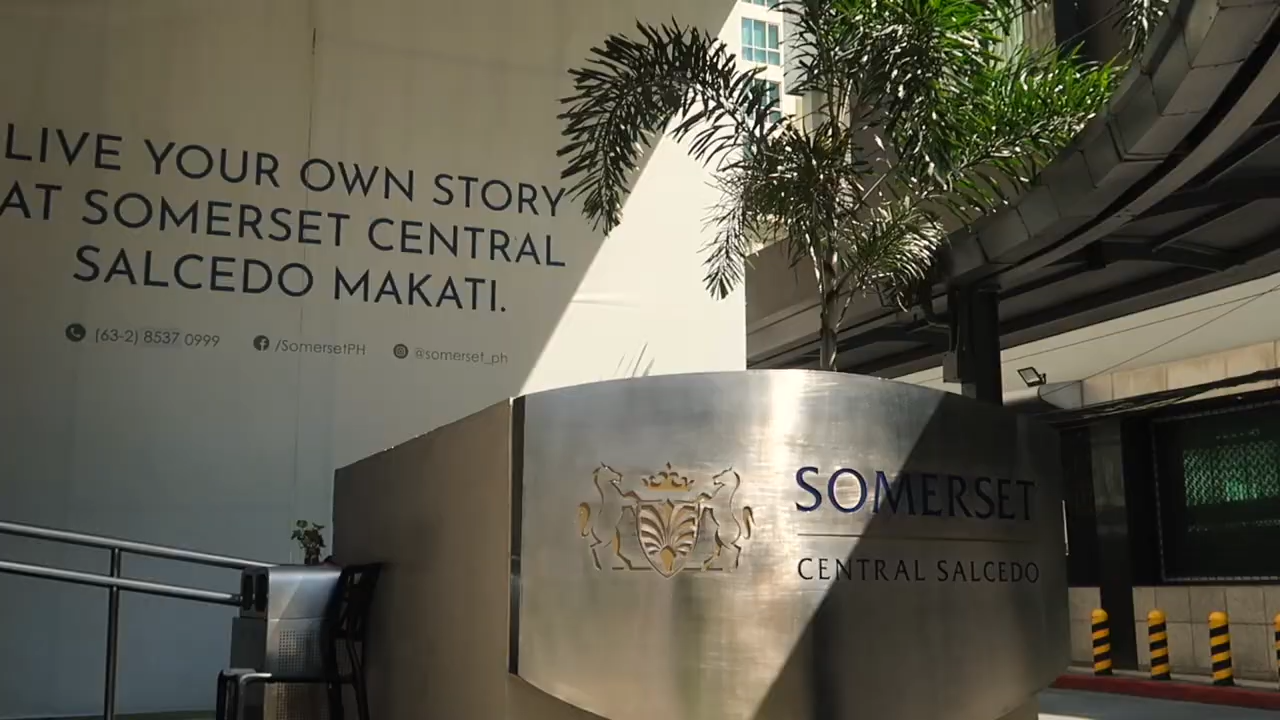 LIVE YOUR OWN STORY
AT SOMERSET CENTRAL
SALCEDO MAKATI.
(63-2) 8537 0999 /SomersetPH @somerset_ph
SOMERSET
CENTRAL SALCEDO